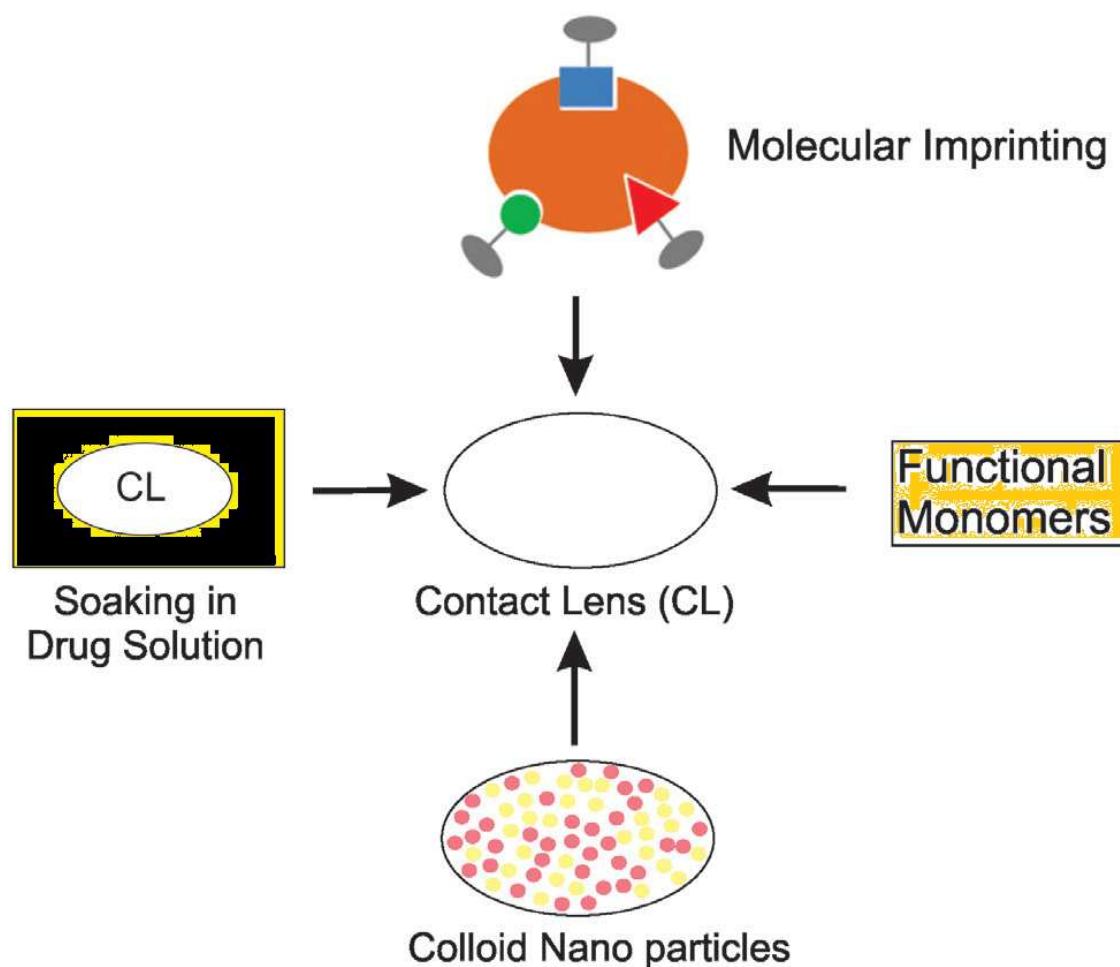 Molecular Imprinting
CL
Functional
Monomers
Soaking in
Drug Solution
Contact Lens (CL)
Colloid Nano particles